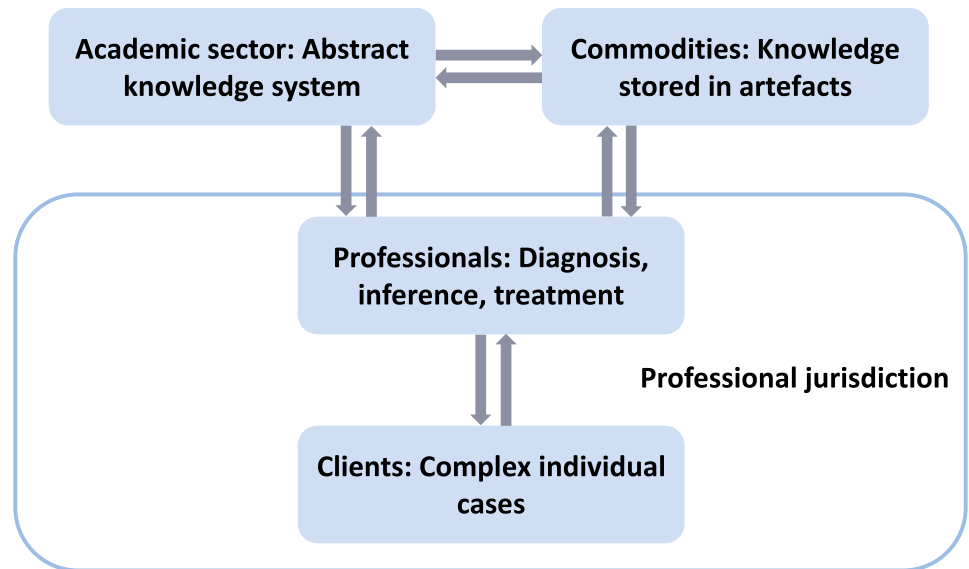 Academic sector: Abstract
knowledge system
Commodities: Knowledge
stored in artefacts
Professionals: Diagnosis,
inference, treatment
Professional jurisdiction
Clients: Complex individual
cases